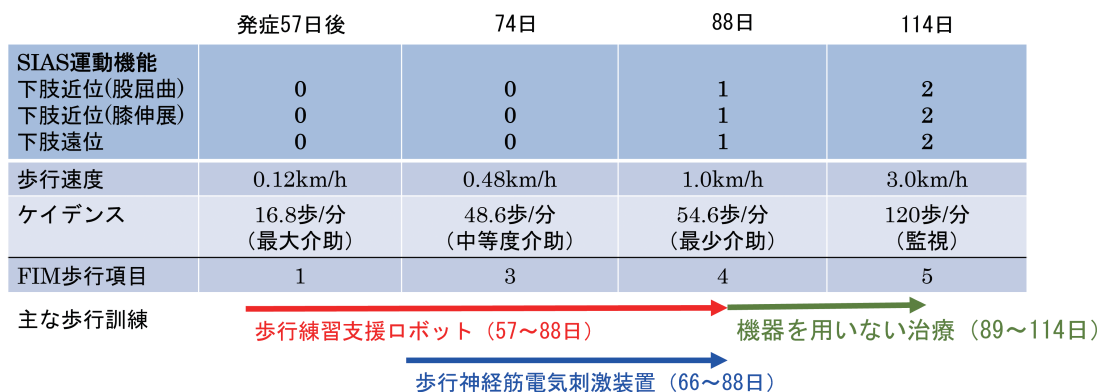 発症57日後 74日 88日 114日
SIAS運動機能
下肢近位(股屈曲) 0 0 1 2
下肢近位(膝伸展) 0 0 1 2
下肢遠位 0 0 1 2
歩行速度 0.12km/h 0.48km/h 1.0km/h 3.0km/h
ケイデンス 16.8歩/分 48.6歩/分 54.6歩/分 120歩/分
（最大介助） （中等度介助） （最少介助） （監視）
FIM歩行項目 1 3 4 5
主な歩行訓練
歩行練習支援ロボット（57〜88日） 機器を用いない治療（89〜114日）
歩行神経筋電気刺激装置（66〜88日）